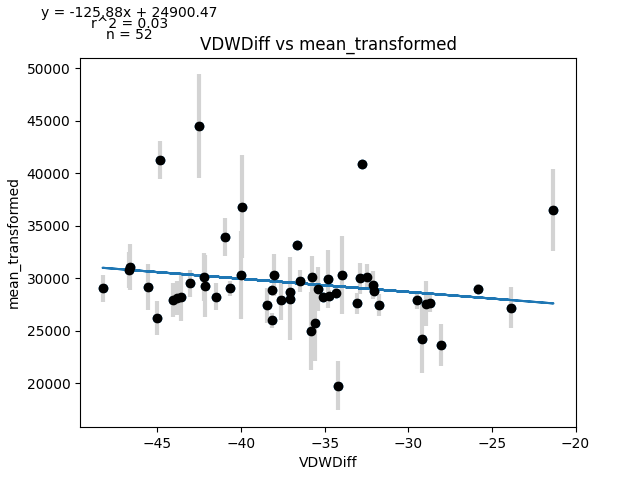 y = -125.88x + 24900.47
r^2 = 0.03
n = 52
VDWDiff vs mean_transformed
50000
45000
40000
35000
30000
25000
20000
mean_transformed
−45
−40
−35
−30
−25
−20
VDWDiff